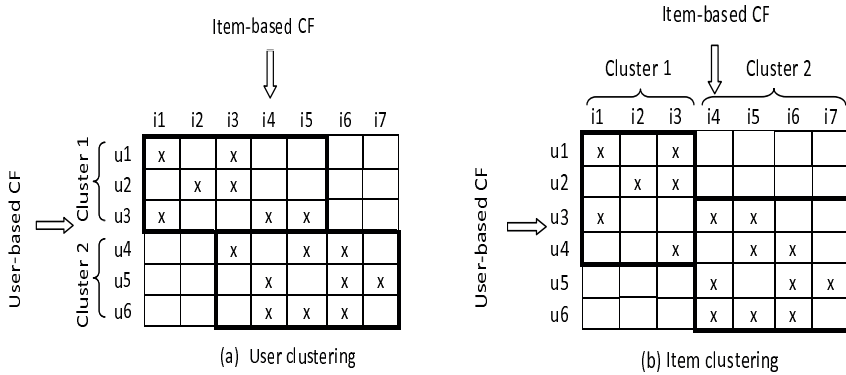 Item-based CF
i1 i2 i3 i4 i5 i6 i7
User-based CF
Cluster 1
Cluster 2
u1 x x
u2 x x
u3 x x x
u4 x x x
u5 x x x
u6 x x x
(a) User clustering
Item-based CF
Cluster 1 Cluster 2
i1 i2 i3 i4 i5 i6 i7
User-based CF
u1 x x
u2 x x
u3 x x x
u4 x x x
u5 x x x
u6 x x x
(b) Item clustering